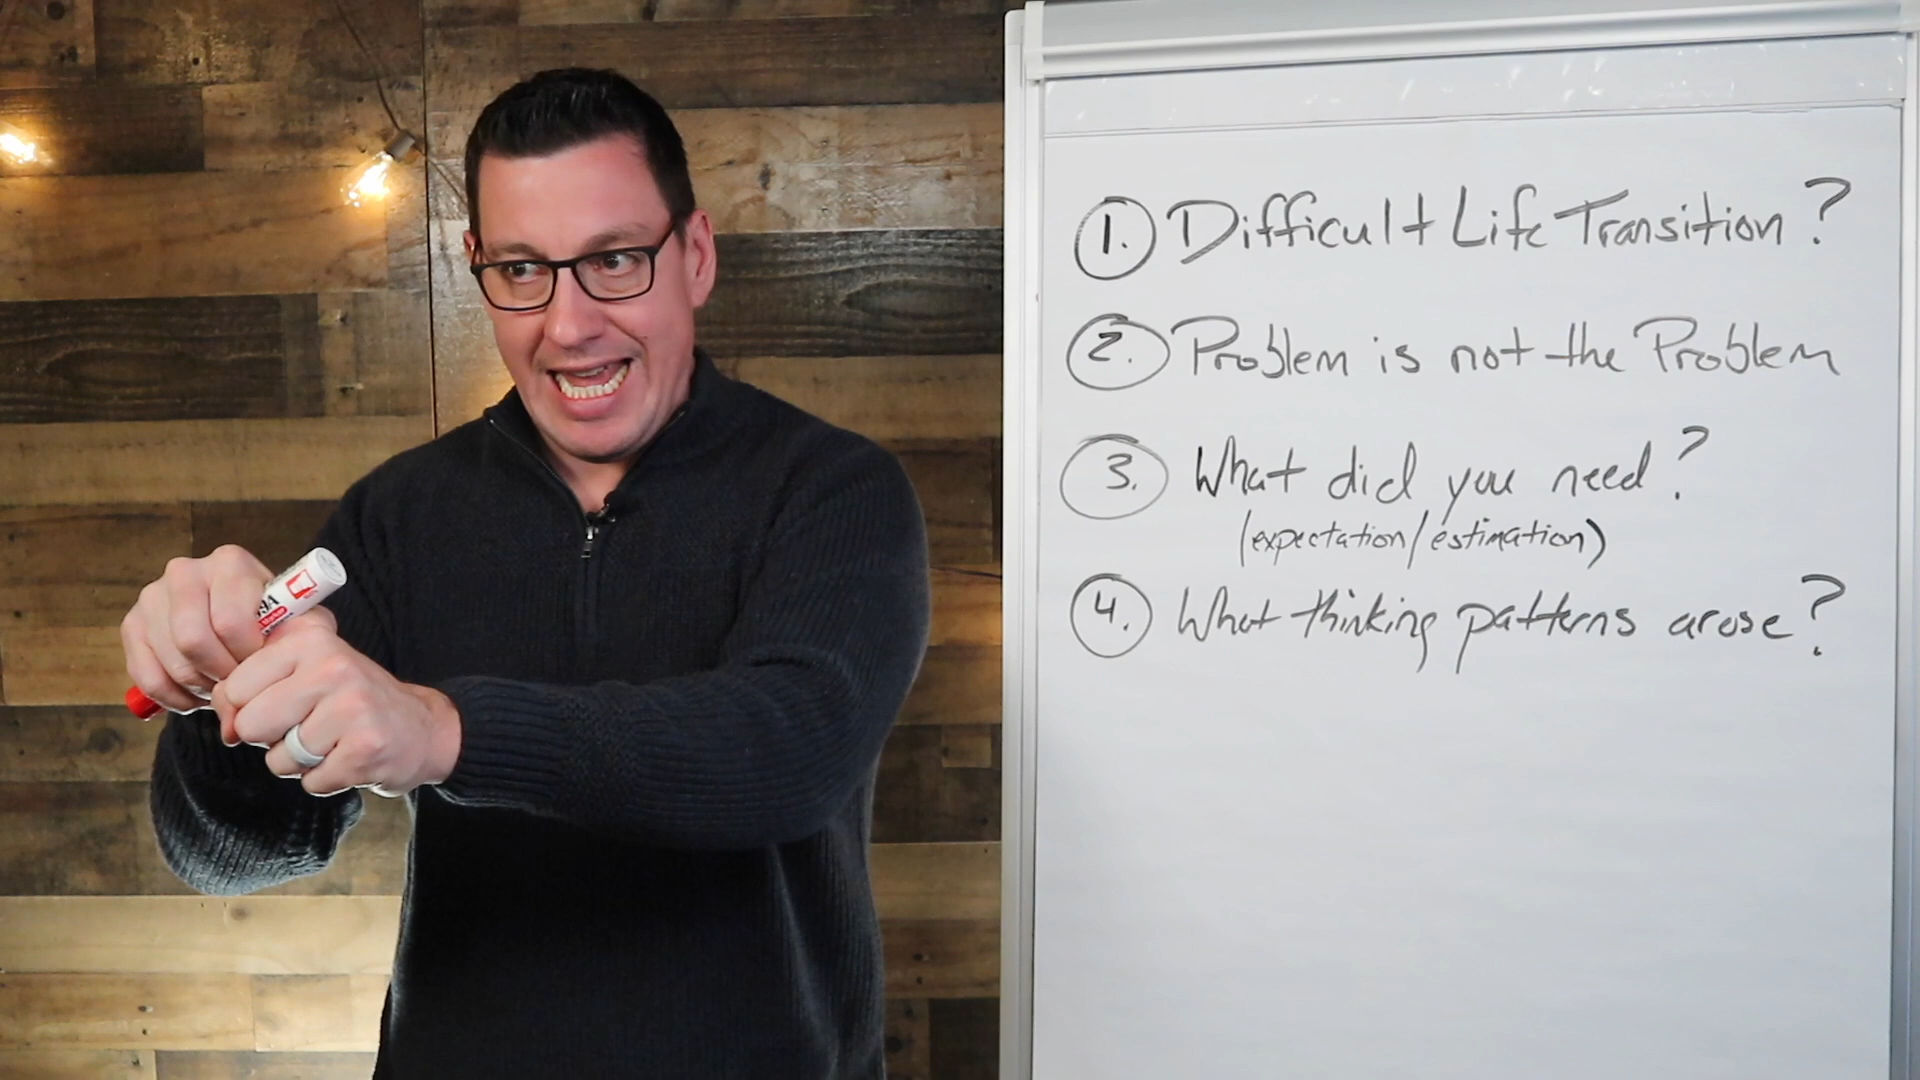 1. Difficult Life Transition?
2. Problem is not the Problem
3. What did you need?
(expectation/estimation)
4. What thinking patterns arose?